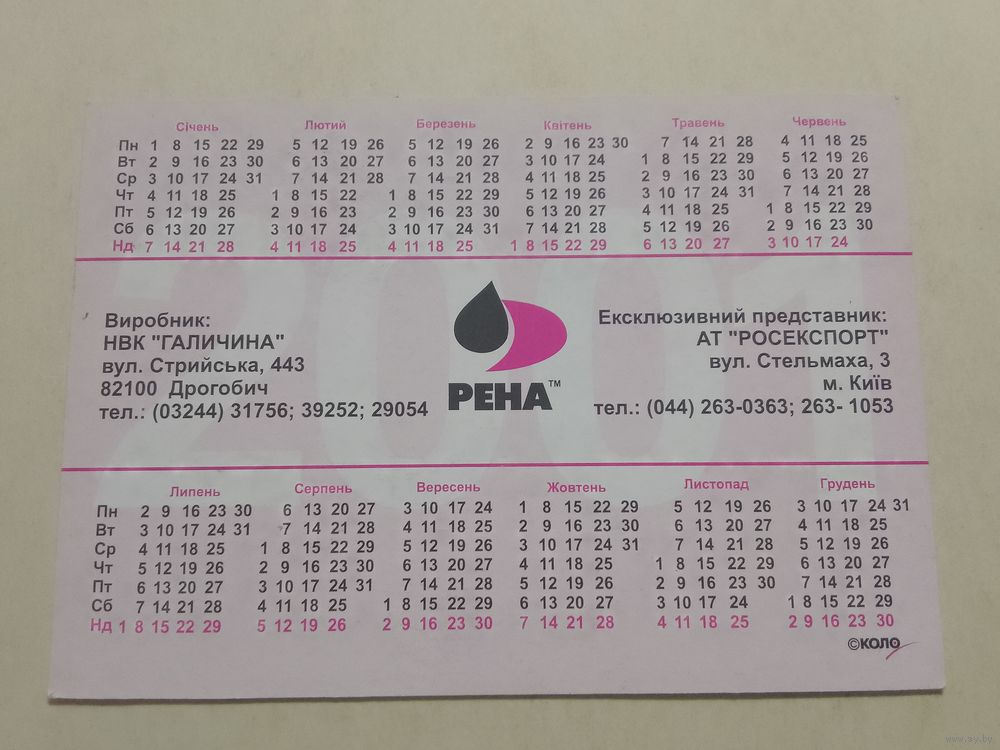 Січень Лютий Березень Квітень Травень Червень
Пн 1 8 15 22 29 5 12 19 26 5 12 19 26 2 9 16 23 30 7 14 21 28 4 11 18 25
Вт 2 9 16 23 30 6 13 20 27 6 13 20 27 3 10 17 24 1 8 15 22 29 5 12 19 26
Ср 3 10 17 24 31 7 14 21 28 7 14 21 28 4 11 18 25 2 9 16 23 30 6 13 20 27
Чт 4 11 18 25 1 8 15 22 1 8 15 22 29 5 12 19 26 3 10 17 24 31 7 14 21 28
Пт 5 12 19 26 2 9 16 23 2 9 16 23 30 6 13 20 27 4 11 18 25 1 8 15 22 29
Сб 6 13 20 27 3 10 17 24 3 10 17 24 31 7 14 21 28 5 12 19 26 2 9 16 23 30
Нд 7 14 21 28 4 11 18 25 4 11 18 25 1 8 15 22 29 6 13 20 27 3 10 17 24
2001
Виробник:
НВК "ГАЛИЧИНА"
вул. Стрийська, 443
82100 Дрогобич
тел.: (03244) 31756; 39252; 29054
РЕНА™
Ексклюзивний представник:
АТ "РОСЕКСПОРТ"
вул. Стельмаха, 3
м. Київ
тел.: (044) 263-0363; 263- 1053
Липень Серпень Вересень Жовтень Листопад Грудень
Пн 2 9 16 23 30 6 13 20 27 3 10 17 24 1 8 15 22 29 5 12 19 26 3 10 17 24 31
Вт 3 10 17 24 31 7 14 21 28 4 11 18 25 2 9 16 23 30 6 13 20 27 4 11 18 25
Ср 4 11 18 25 1 8 15 22 29 5 12 19 26 3 10 17 24 31 7 14 21 28 5 12 19 26
Чт 5 12 19 26 2 9 16 23 30 6 13 20 27 4 11 18 25 1 8 15 22 29 6 13 20 27
Пт 6 13 20 27 3 10 17 24 31 7 14 21 28 5 12 19 26 2 9 16 23 30 7 14 21 28
Сб 7 14 21 28 4 11 18 25 1 8 15 22 29 6 13 20 27 3 10 17 24 1 8 15 22 29
Нд 1 8 15 22 29 5 12 19 26 2 9 16 23 30 7 14 21 28 4 11 18 25 2 9 16 23 30
©КОЛО
www.ay.by